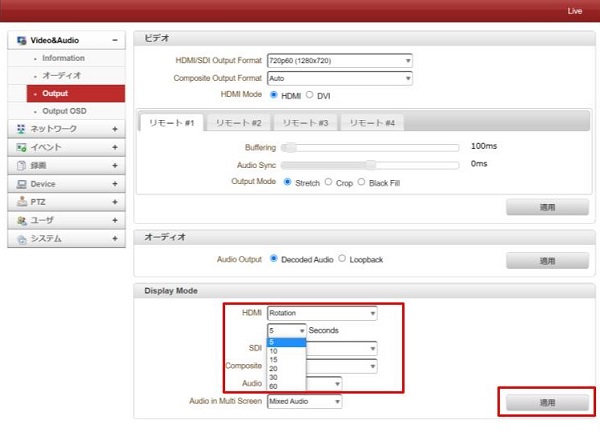 Live
Video&Audio −
Information
オーディオ
Output
Output OSD
ネットワーク +
イベント +
録画 +
Device +
PTZ +
ユーザ +
システム +
ビデオ
HDMI/SDI Output Format 720p60 (1280x720)
Composite Output Format Auto
HDMI Mode HDMI DVI
リモート #1 リモート #2 リモート #3 リモート #4
Buffering 100ms
Audio Sync 0ms
Output Mode Stretch Crop Black Fill
適用
オーディオ
Audio Output Decoded Audio Loopback 適用
Display Mode
HDMI Rotation
5 Seconds
5
10
15
20
30
60
SDI
Composite
Audio
Audio in Multi Screen Mixed Audio 適用